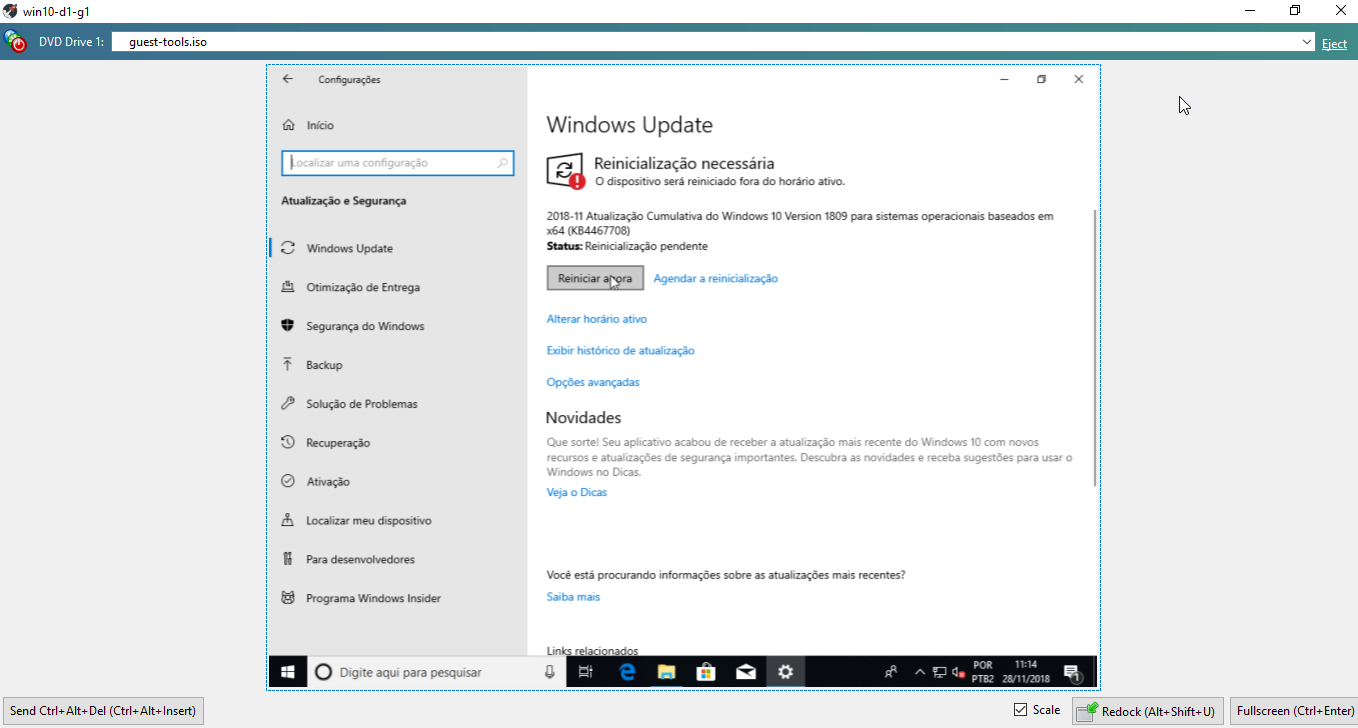 win10-d1-g1
DVD Drive 1:
guest-tools.iso
Eject
Configurações
Início
Localizar uma configuração
Atualização e Segurança
Windows Update
Otimização de Entrega
Segurança do Windows
Backup
Solução de Problemas
Recuperação
Ativação
Localizar meu dispositivo
Para desenvolvedores
Programa Windows Insider
Windows Update
Reinicialização necessária
O dispositivo será reiniciado fora do horário ativo.
2018-11 Atualização Cumulativa do Windows 10 Version 1809 para sistemas operacionais baseados em
x64 (KB4467708)
Status: Reinicialização pendente
Reiniciar agora
Agendar a reinicialização
Alterar horário ativo
Exibir histórico de atualização
Opções avançadas
Novidades
Que sorte! Seu aplicativo acabou de receber a atualização mais recente do Windows 10 com novos
recursos e atualizações de segurança importantes. Descubra as novidades e receba sugestões para usar o
Windows no Dicas.
Veja o Dicas
Você está procurando informações sobre as atualizações mais recentes?
Saiba mais
Links relacionados
Digite aqui para pesquisar
POR
PTB2
11:14
28/11/2018
1
Send Ctrl+Alt+Del (Ctrl+Alt+Insert)
Scale
Redock (Alt+Shift+U)
Fullscreen (Ctrl+Enter)